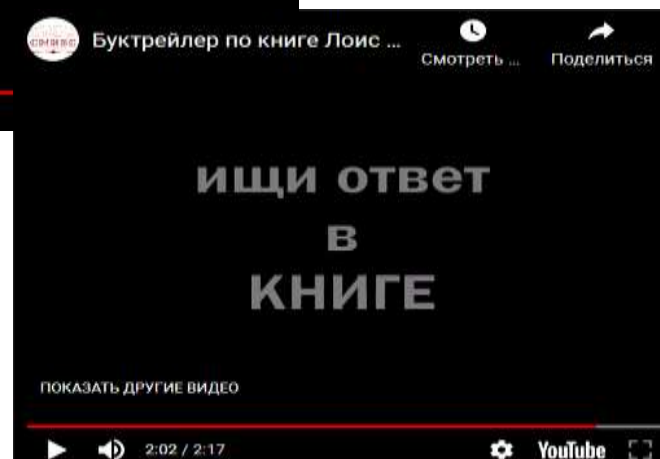 Буктрейлер по книге Лоис ...
Смотреть ...
Поделиться
ищи ответ
в
КНИГЕ
ПОКАЗАТЬ ДРУГИЕ ВИДЕО
2:02 / 2:17
YouTube